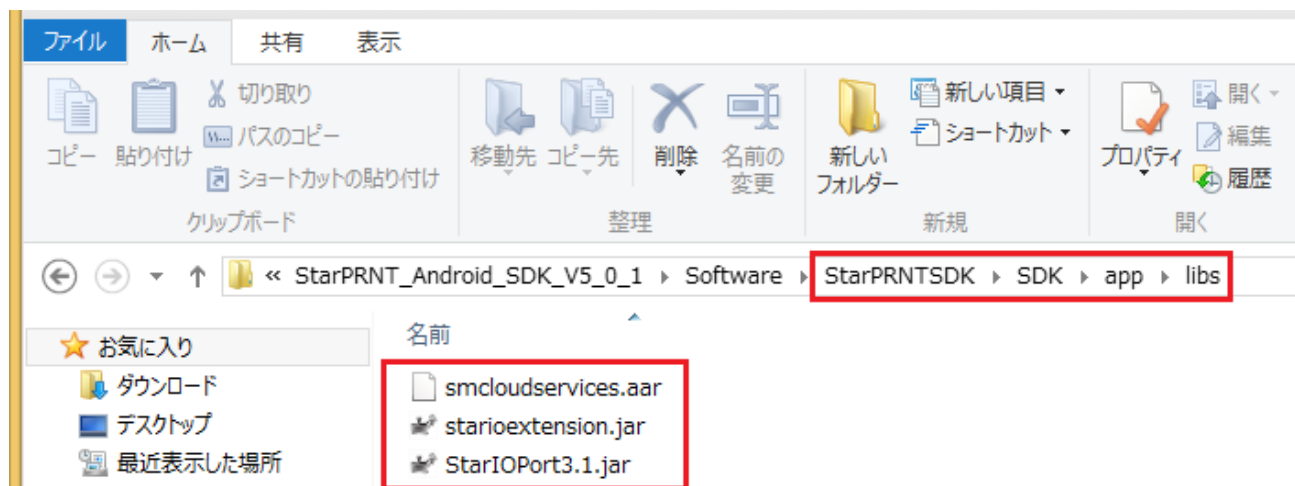 ファイル ホーム 共有 表示
コピー
貼り付け
切り取り
パスのコピー
ショートカットの貼り付け
クリップボード
移動先
コピー先
削除
名前の
変更
整理
新しい
フォルダー
新しい項目
ショートカット
新規
プロパティ
開く
編集
履歴
開く
« StarPRNT_Android_SDK_V5_0_1 Software StarPRNTSDK SDK app libs
お気に入り
ダウンロード
デスクトップ
最近表示した場所
名前
smcloudservices.aar
starioextension.jar
StarIOPort3.1.jar